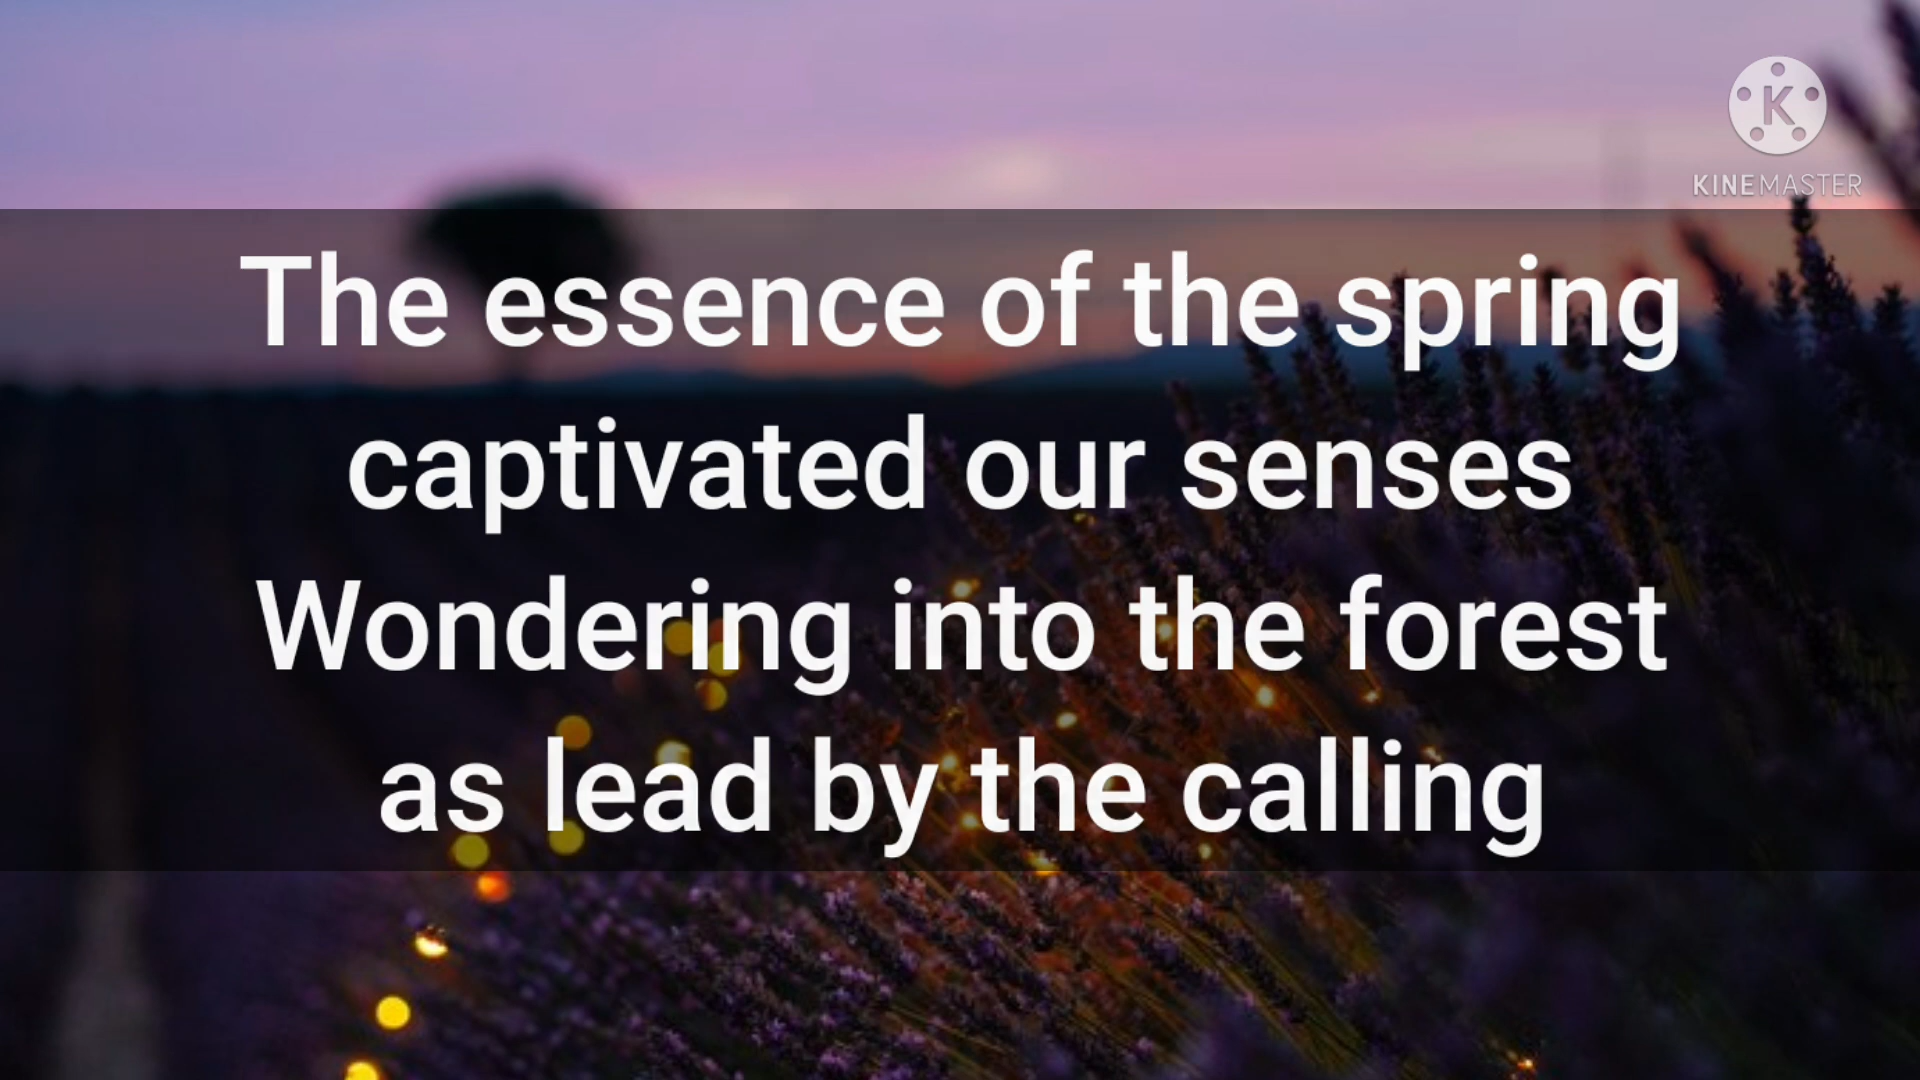 K
KINEMASTER
The essence of the spring
captivated our senses
Wondering into the forest
as lead by the calling